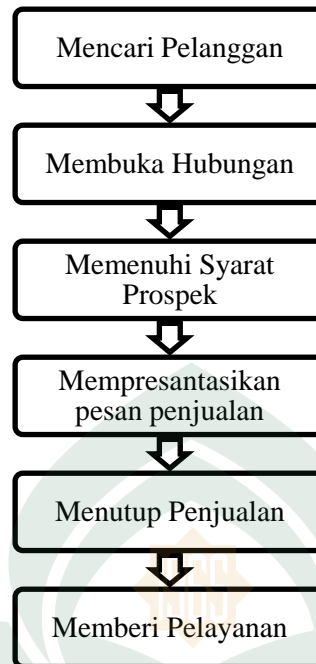 Mencari Pelanggan
Membuka Hubungan
Memenuhi Syarat
Prospek
Mempresantasikan
pesan penjualan
Menutup Penjualan
Memberi Pelayanan